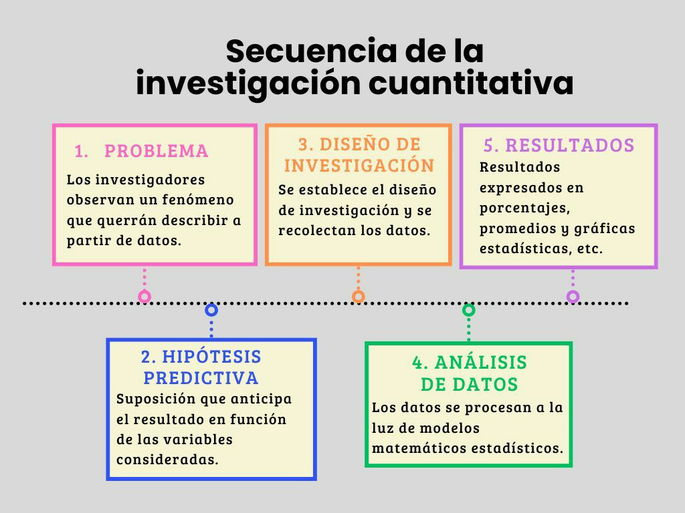 Secuencia de la
investigación cuantitativa
1. PROBLEMA
Los investigadores
observan un fenómeno
que querrán describir a
partir de datos.
2. HIPÓTESIS
PREDICTIVA
Suposición que anticipa
el resultado en función
de las variables
consideradas.
3. DISEÑO DE
INVESTIGACIÓN
Se establece el diseño
de investigación y se
recolectan los datos.
4. ANÁLISIS
DE DATOS
Los datos se procesan a la
luz de modelos
matemáticos estadísticos.
5. RESULTADOS
Resultados
expresados en
porcentajes,
promedios y gráficas
estadísticas, etc.